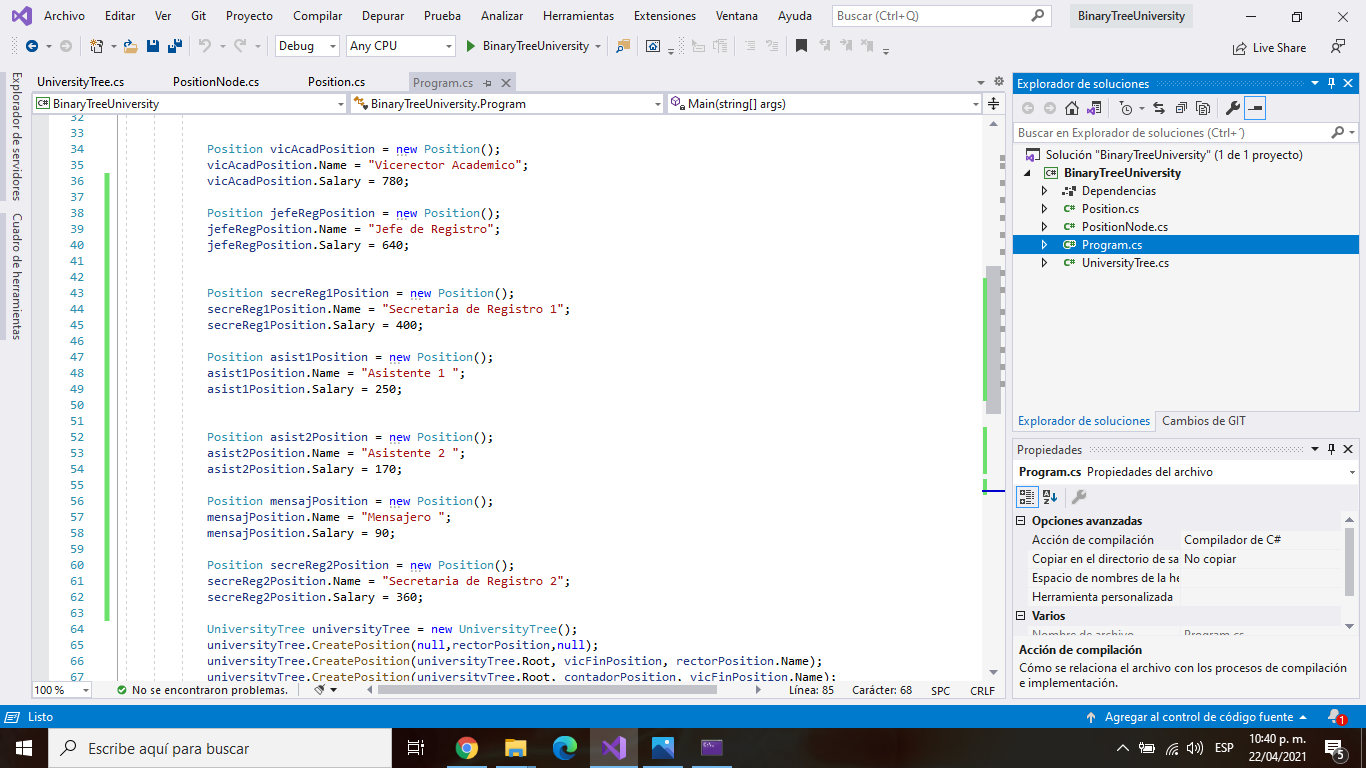 Archivo Editar Ver Git Proyecto Compilar Depurar Prueba Analizar Herramientas Extensiones Ventana Ayuda Buscar (Ctrl+Q) BinaryTreeUniversity
Debug Any CPU BinaryTreeUniversity Live Share
Explorador de servidores
Cuadro de herramientas
UniversityTree.cs PositionNode.cs Position.cs Program.cs
BinaryTreeUniversity BinaryTreeUniversity.Program Main(string[] args)
32
33
34 Position vicAcadPosition = new Position();
35 vicAcadPosition.Name = "Vicerector Academico";
36 vicAcadPosition.Salary = 780;
37
38 Position jefeRegPosition = new Position();
39 jefeRegPosition.Name = "Jefe de Registro";
40 jefeRegPosition.Salary = 640;
41
42
43 Position secreReg1Position = new Position();
44 secreReg1Position.Name = "Secretaria de Registro 1";
45 secreReg1Position.Salary = 400;
46
47 Position asist1Position = new Position();
48 asist1Position.Name = "Asistente 1 ";
49 asist1Position.Salary = 250;
50
51
52 Position asist2Position = new Position();
53 asist2Position.Name = "Asistente 2 ";
54 asist2Position.Salary = 170;
55
56 Position mensajPosition = new Position();
57 mensajPosition.Name = "Mensajero ";
58 mensajPosition.Salary = 90;
59
60 Position secreReg2Position = new Position();
61 secreReg2Position.Name = "Secretaria de Registro 2";
62 secreReg2Position.Salary = 360;
63
64 UniversityTree universityTree = new UniversityTree();
65 universityTree.CreatePosition(null,rectorPosition,null);
66 universityTree.CreatePosition(universityTree.Root, vicFinPosition, rectorPosition.Name);
67 universityTree.CreatePosition(universityTree.Root, contadorPosition, vicFinPosition.Name);
100 % No se encontraron problemas. Línea: 85 Carácter: 68 SPC CRLF
Explorador de soluciones
Buscar en Explorador de soluciones (Ctrl+´)
Solución "BinaryTreeUniversity" (1 de 1 proyecto)
BinaryTreeUniversity
Dependencias
Position.cs
PositionNode.cs
Program.cs
UniversityTree.cs
Explorador de soluciones Cambios de GIT
Propiedades
Program.cs Propiedades del archivo
Opciones avanzadas
Acción de compilación Compilador de C#
Copiar en el directorio de sa No copiar
Espacio de nombres de la he
Herramienta personalizada
Varios
Nombre de archivo Program.cs
Acción de compilación
Cómo se relaciona el archivo con los procesos de compilación
e implementación.
Listo Agregar al control de código fuente 1
Escribe aquí para buscar ESP 10:40 p. m.
22/04/2021 5